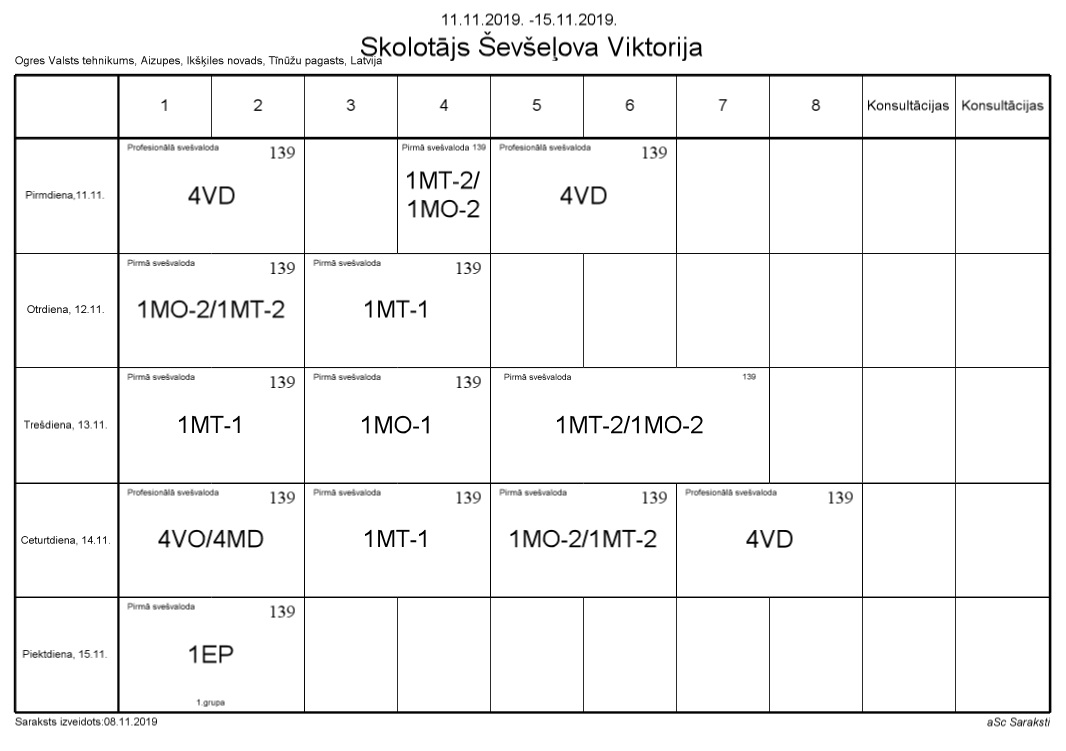 11.11.2019. -15.11.2019.
Skolotājs Ševšeļova Viktorija
Ogres Valsts tehnikums, Aizupes, Ikšķiles novads, Tīnūžu pagasts, Latvija
1 2 3 4 5 6 7 8 Konsultācijas Konsultācijas
Pirmdiena,11.11.
Profesionālā svešvaloda 139
4VD
Pirmā svešvaloda 139
1MT-2/
1MO-2
Profesionālā svešvaloda 139
4VD
Otrdiena, 12.11.
Pirmā svešvaloda 139
1MO-2/1MT-2
Pirmā svešvaloda 139
1MT-1
Trešdiena, 13.11.
Pirmā svešvaloda 139
1MT-1
Pirmā svešvaloda 139
1MO-1
Pirmā svešvaloda 139
1MT-2/1MO-2
Ceturtdiena, 14.11.
Profesionālā svešvaloda 139
4VO/4MD
Pirmā svešvaloda 139
1MT-1
Pirmā svešvaloda 139
1MO-2/1MT-2
Profesionālā svešvaloda 139
4VD
Piektdiena, 15.11.
Pirmā svešvaloda 139
1EP
1.grupa
Saraksts izveidots:08.11.2019
aSc Saraksti